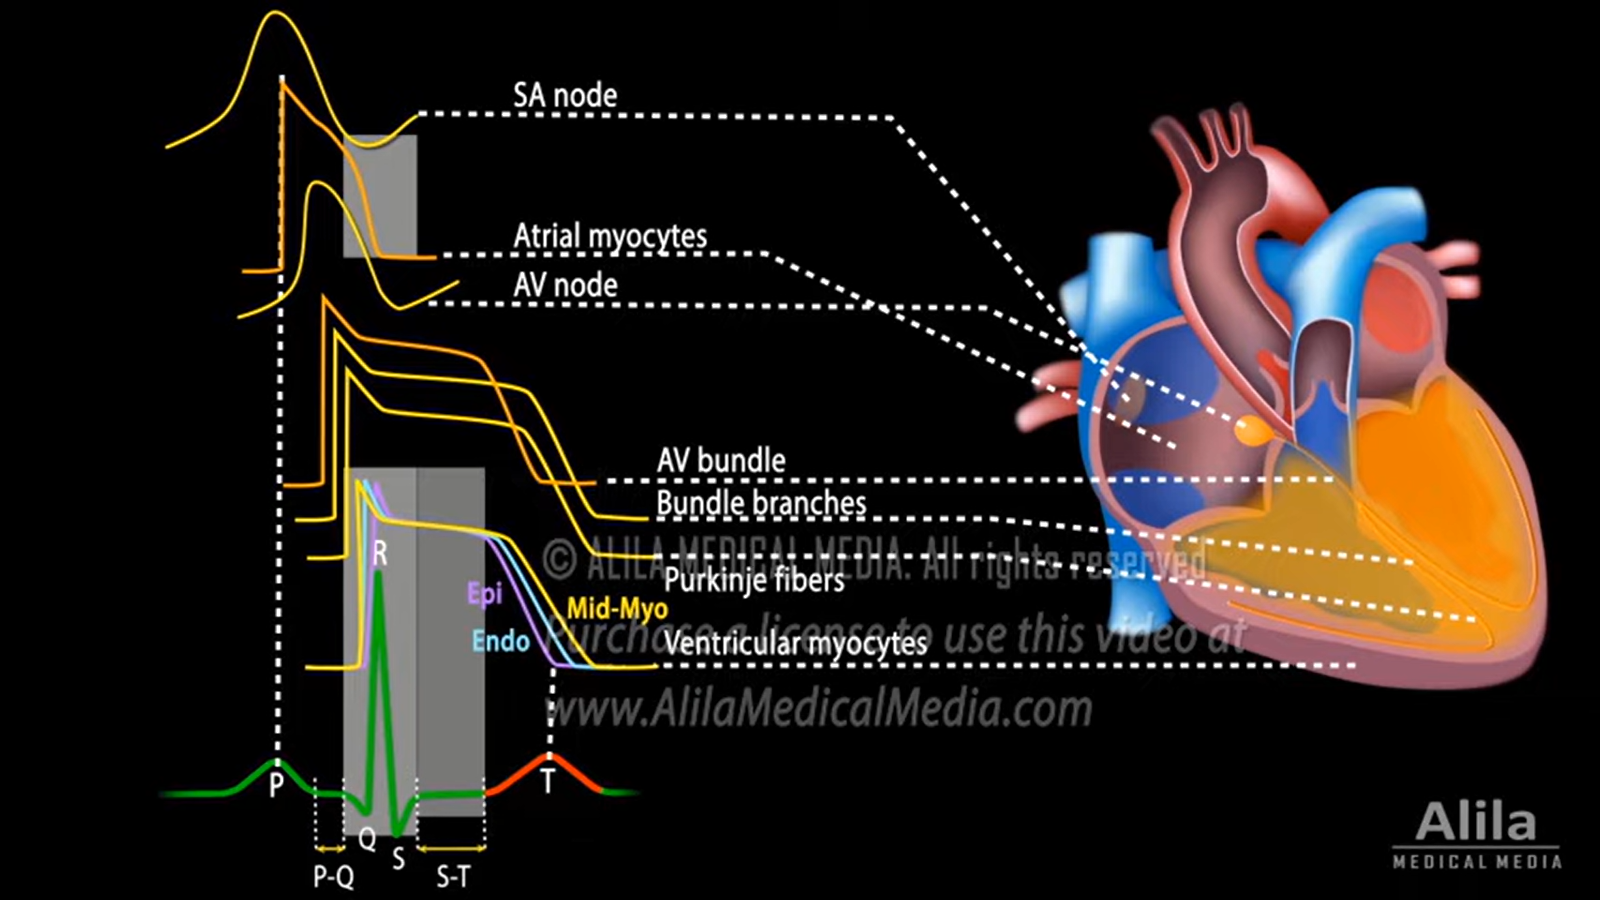 SA node
Atrial myocytes
AV node
AV bundle
Bundle branches
R
© ALILA MEDICAL MEDIA. All rights reserved
Purkinje fibers
Epi
Mid-Myo
Endo
Purchase a license to use this video at
Ventricular myocytes
www.AlilaMedicalMedia.com
P
T
Q
S
P-Q
S-T
Alila
MEDICAL MEDIA